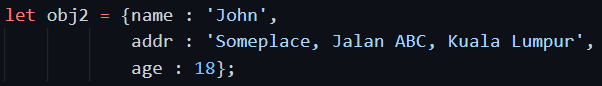 let obj2 = {name : 'John',
addr : 'Someplace, Jalan ABC, Kuala Lumpur',
age : 18};